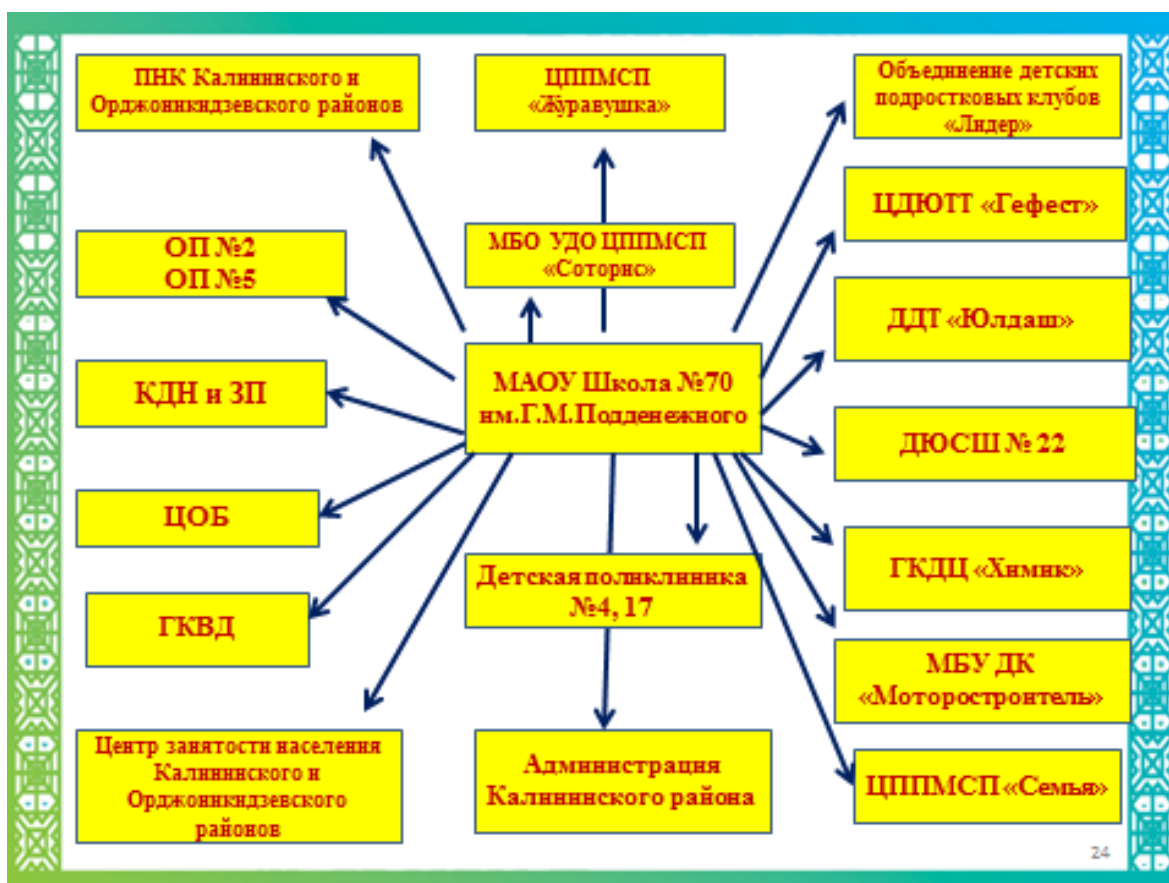 ПНК Калининского и
Орджоникидзевского районов
ЦППМСП
«Журавушка»
Объединение детских
подростковых клубов
«Лидер»
ЦДЮТТ «Гефест»
ОП №2
ОП №5
МБО УДО ЦППМСП
«Соторис»
ДДТ «Юлдаш»
КДН и ЗП
МАОУ Школа №70
им.Г.М.Подденежного
ДЮСШ № 22
ЦОБ
Детская поликлиника
№4, 17
ГКДЦ «Химик»
ГКВД
МБУ ДК
«Моторостроитель»
Центр занятости населения
Калининского и
Орджоникидзевского
районов
Администрация
Калининского района
ЦППМСП «Семья»
24